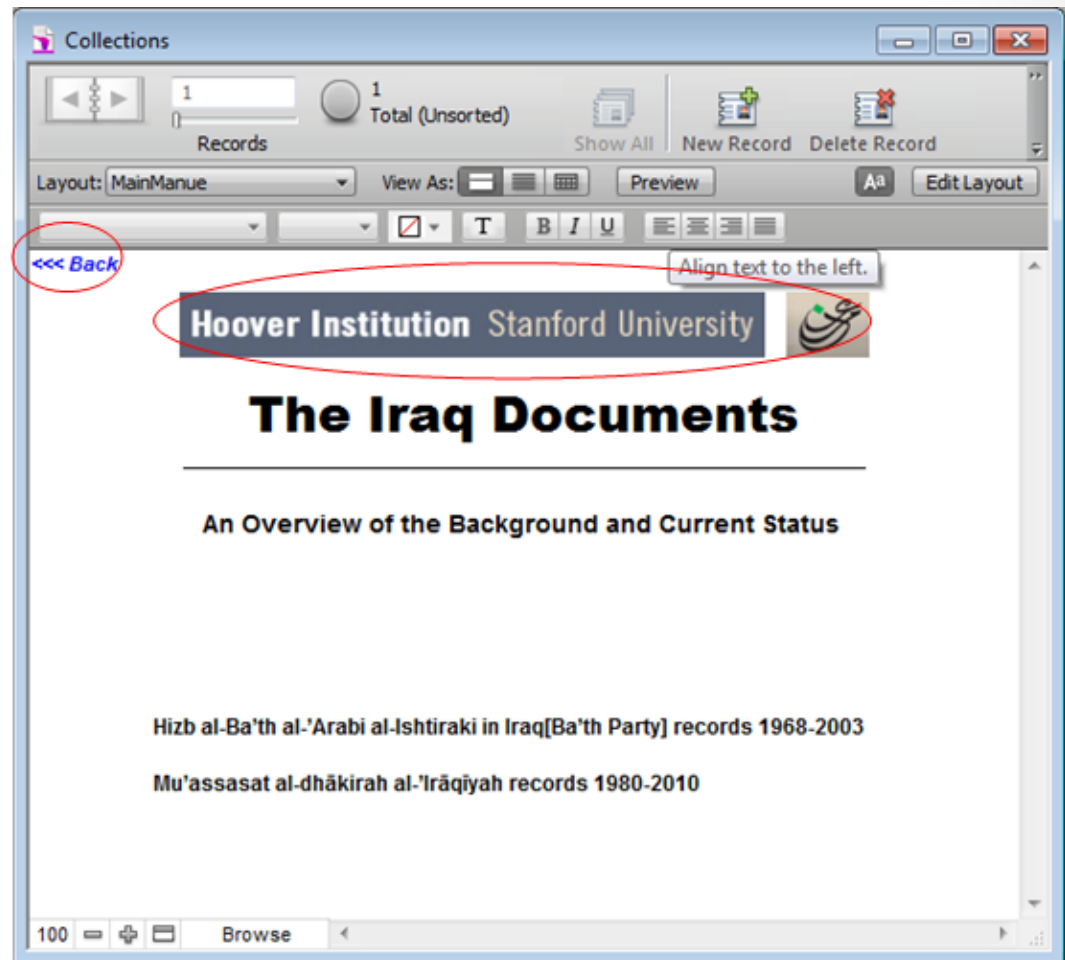 Collections
1
1
Total (Unsorted)
Records
Show All
New Record
Delete Record
Layout: MainManue
View As:
Preview
Aa
Edit Layout
T
B I U
<<< Back
Align text to the left.
Hoover Institution Stanford University
The Iraq Documents
An Overview of the Background and Current Status
Hizb al-Ba'th al-'Arabi al-Ishtiraki in Iraq[Ba'th Party] records 1968-2003
Mu'assasat al-dhākirah al-'Irāqīyah records 1980-2010
100
Browse